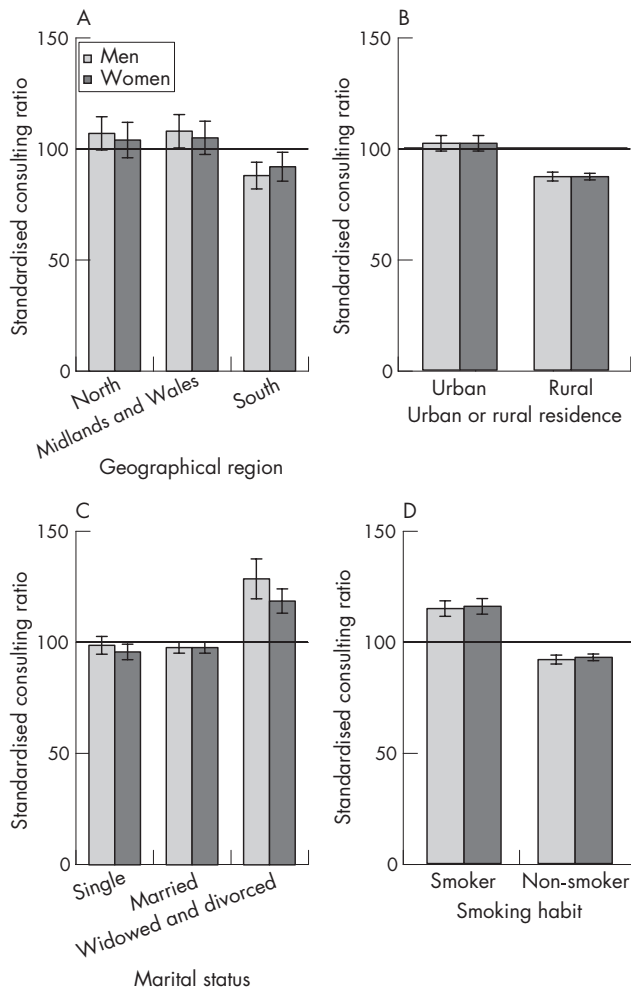 A
150
100
50
0
Standardised consulting ratio
Men
Women
North
Midlands and Wales
South
Geographical region
B
150
100
50
0
Standardised consulting ratio
Urban
Rural
Urban or rural residence
C
150
100
50
0
Standardised consulting ratio
Single
Married
Widowed and divorced
Marital status
D
150
100
50
0
Standardised consulting ratio
Smoker
Non-smoker
Smoking habit